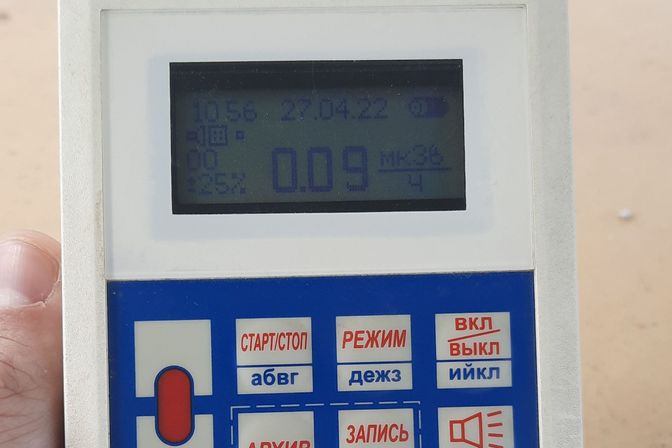 10 56 27.04.22
00
±25% 0.09 мкЗв/ч
СТАРТ/СТОП РЕЖИМ ВКЛ/ВЫКЛ
абвг дежз ийкл
АРХИВ ЗАПИСЬ